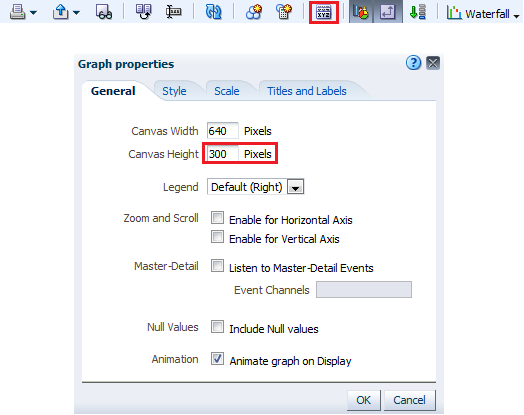 XYZ
Waterfall
Graph properties
?
General Style Scale Titles and Labels
Canvas Width 640 Pixels
Canvas Height 300 Pixels
Legend Default (Right)
Zoom and Scroll Enable for Horizontal Axis
Enable for Vertical Axis
Master-Detail Listen to Master-Detail Events
Event Channels
Null Values Include Null values
Animation Animate graph on Display
OK Cancel